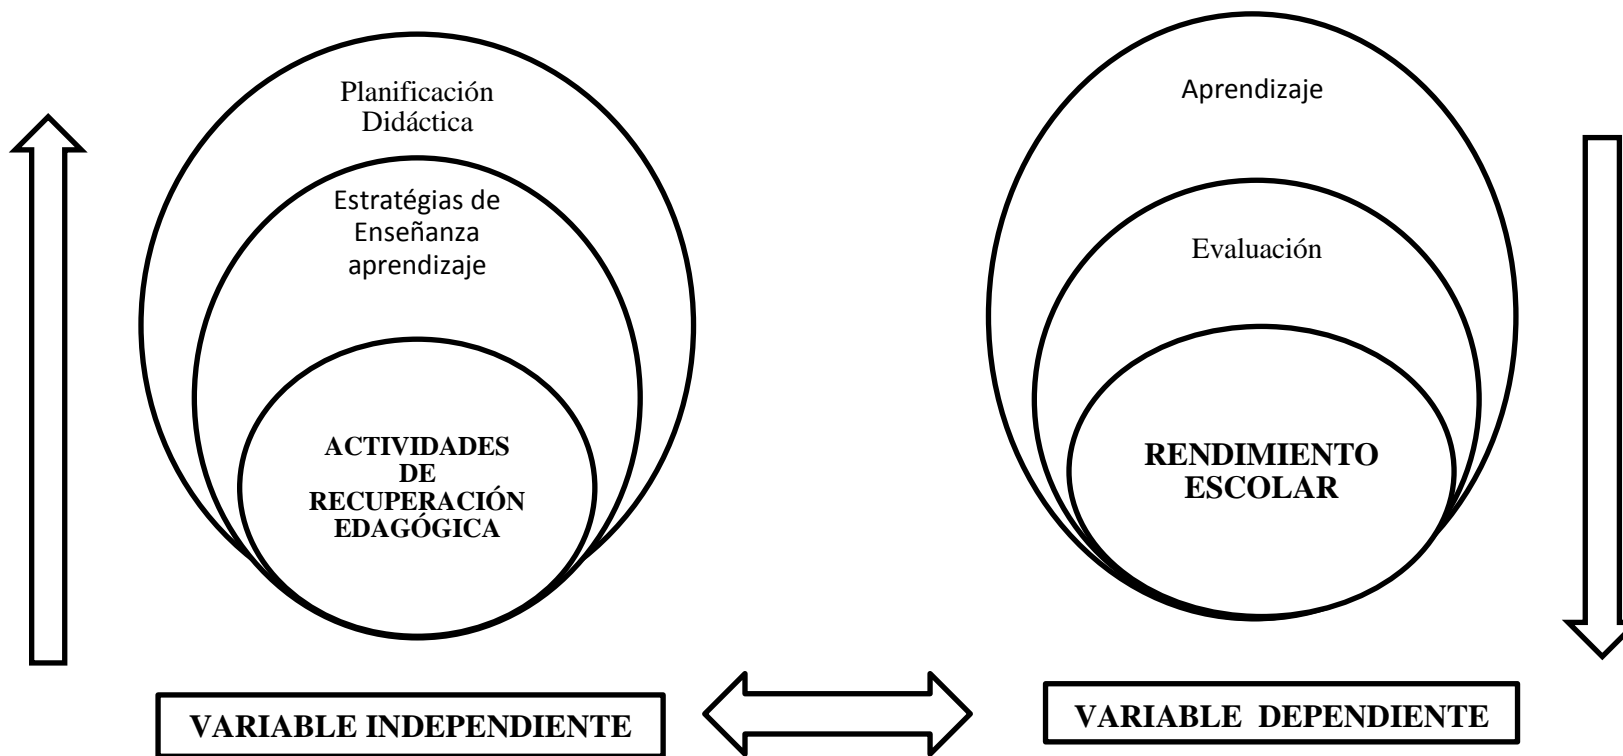 Planificación
Didáctica
Estratégias de
Enseñanza
aprendizaje
ACTIVIDADES
DE
RECUPERACIÓN
EDAGÓGICA
VARIABLE INDEPENDIENTE
Aprendizaje
Evaluación
RENDIMIENTO
ESCOLAR
VARIABLE DEPENDIENTE